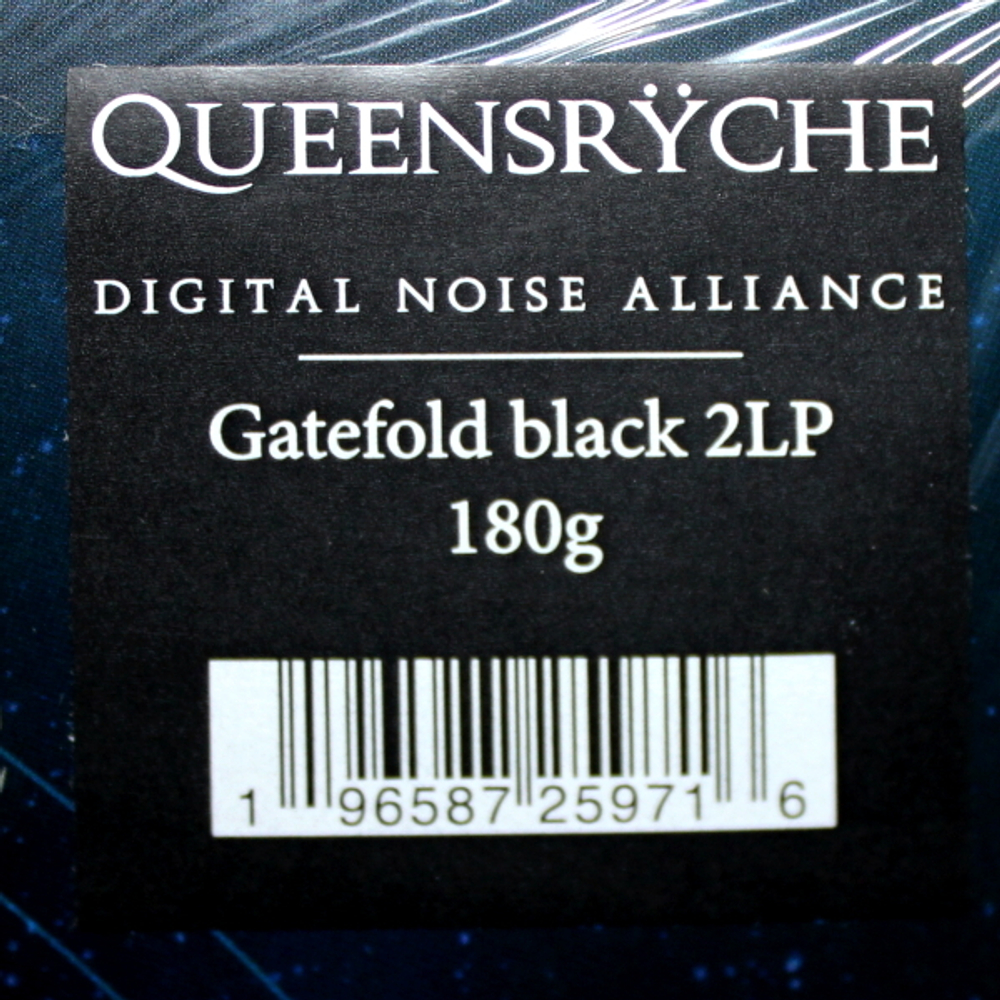 QUEENSRŸCHE
DIGITAL NOISE ALLIANCE
Gatefold black 2LP
180g
1 96587 25971 6